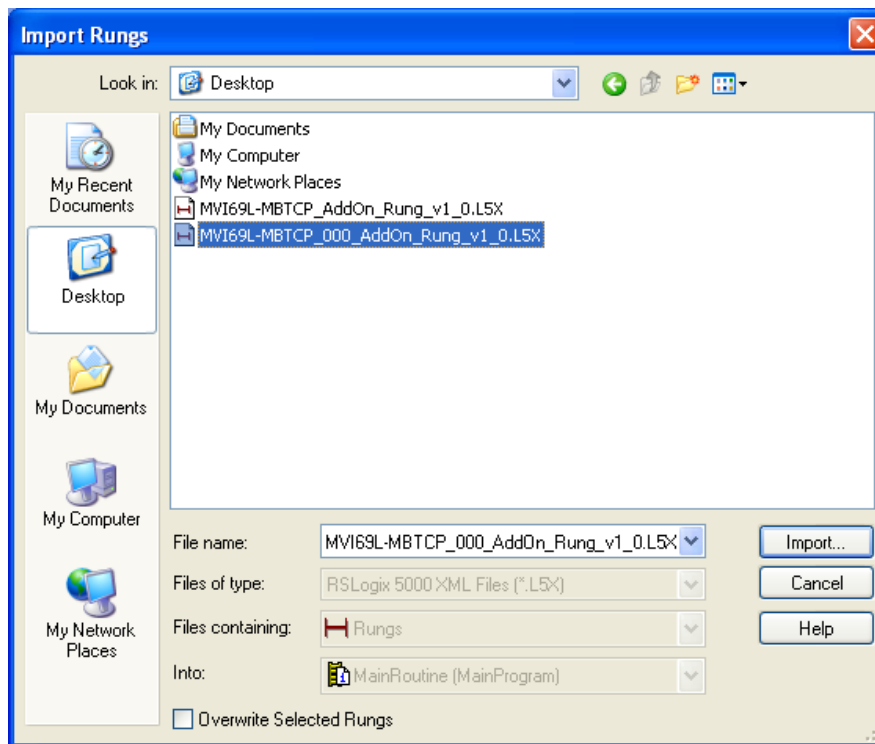 Import Rungs
Look in:
Desktop
My Recent
Documents
Desktop
My Documents
My Computer
My Network
Places
My Documents
My Computer
My Network Places
MVI69L-MBTCP_AddOn_Rung_v1_0.L5X
MVI69L-MBTCP_000_AddOn_Rung_v1_0.L5X
File name:
MVI69L-MBTCP_000_AddOn_Rung_v1_0.L5X
Import...
Files of type:
RSLogix 5000 XML Files (*.L5X)
Cancel
Files containing:
Rungs
Help
Into:
MainRoutine (MainProgram)
Overwrite Selected Rungs